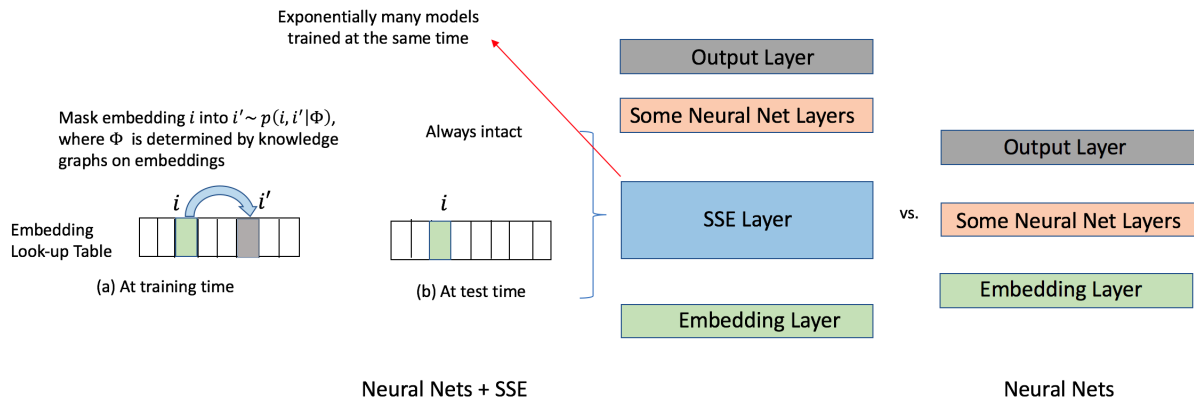 Exponentially many models
trained at the same time
Mask embedding i into i′~ p(i, i′|Φ),
where Φ is determined by knowledge
graphs on embeddings
i
i′
Embedding
Look-up Table
(a) At training time
Always intact
i
(b) At test time
Output Layer
Some Neural Net Layers
SSE Layer
Embedding Layer
vs.
Output Layer
Some Neural Net Layers
Embedding Layer
Neural Nets + SSE
Neural Nets